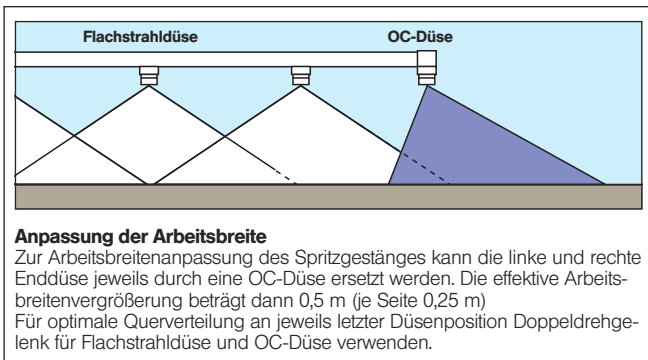 Flachstrahldüse OC-Düse
Anpassung der Arbeitsbreite
Zur Arbeitsbreitenanpassung des Spritzgestänges kann die linke und rechte
Enddüse jeweils durch eine OC-Düse ersetzt werden. Die effektive Arbeits-
breitenvergrößerung beträgt dann 0,5 m (je Seite 0,25 m)
Für optimale Querverteilung an jeweils letzter Düsenposition Doppeldrehge-
lenk für Flachstrahldüse und OC-Düse verwenden.